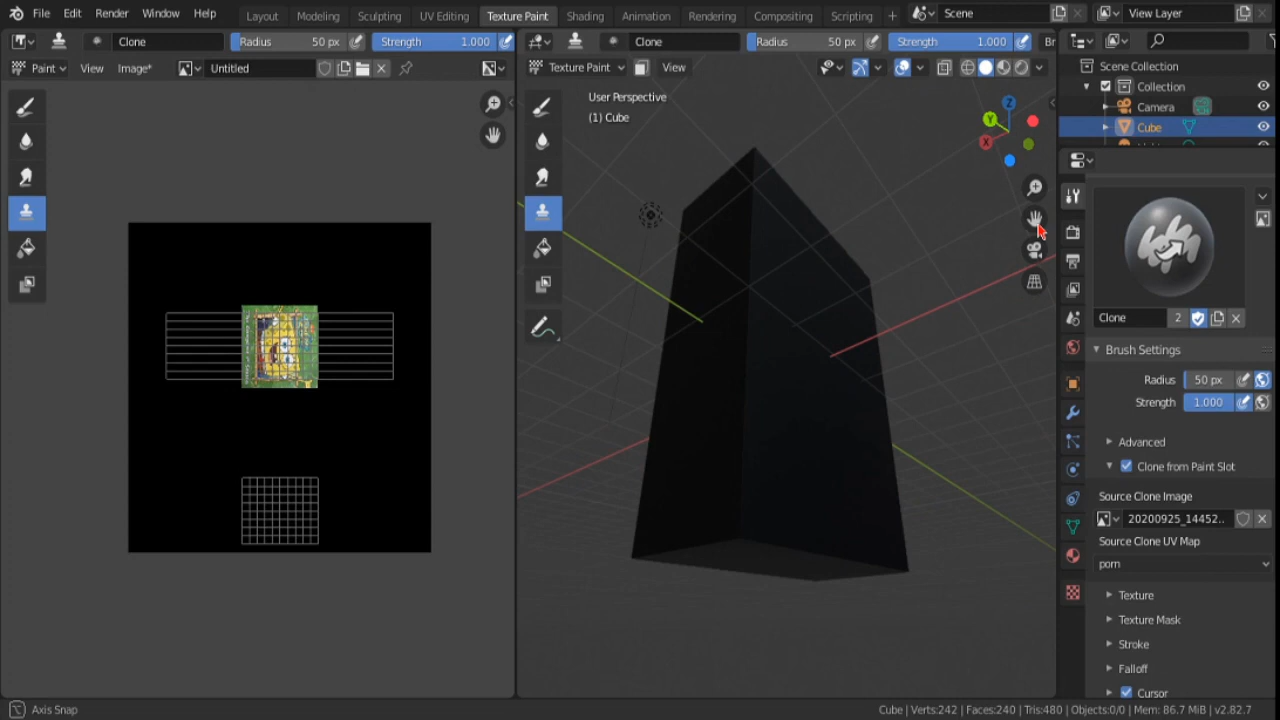 File Edit Render Window Help Layout Modeling Sculpting UV Editing Texture Paint Shading Animation Rendering Compositing Scripting + Scene View Layer
Clone Radius 50 px Strength 1.000 Clone Radius 50 px Strength 1.000 Br
Paint View Image* Untitled Texture Paint View
Scene Collection
Collection
Camera
Cube
User Perspective
(1) Cube
Z
Y
X
Clone 2
Brush Settings
Radius 50 px
Strength 1.000
Advanced
Clone from Paint Slot
Source Clone Image
20200925_14452..
Source Clone UV Map
porn
Texture
Texture Mask
Stroke
Falloff
Cursor
Axis Snap
Cube | Verts:242 | Faces:240 | Tris:480 | Objects:0/0 | Mem: 86.7 MiB | v2.82.7